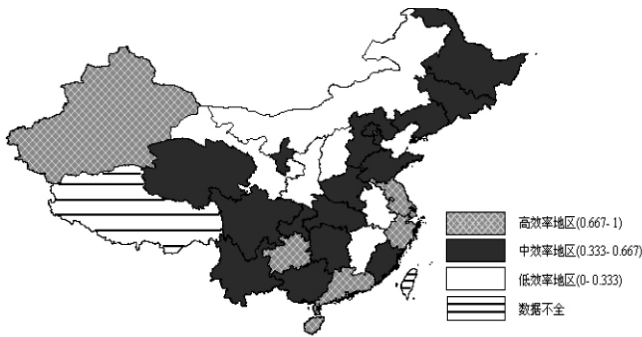 高效率地区(0.667- 1)
中效率地区(0.333- 0.667)
低效率地区(0- 0.333)
数据不全